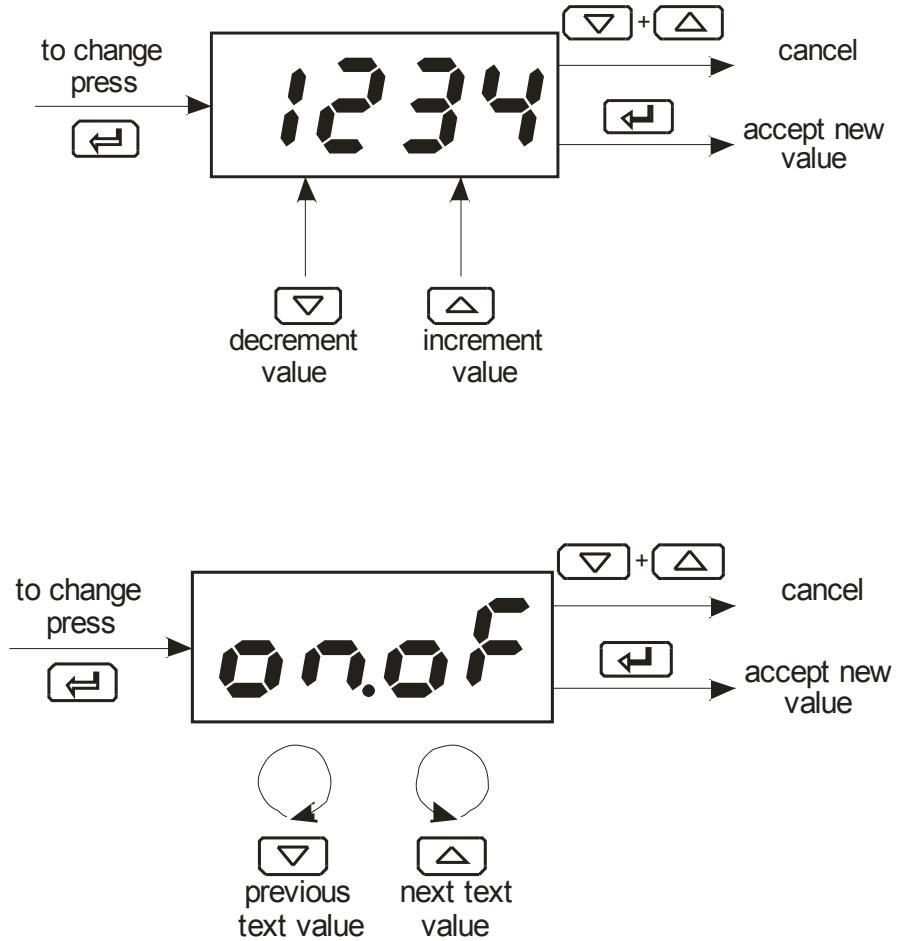 to change
press
1234
+
cancel
accept new
value
decrement
value
increment
value
to change
press
on.oF
+
cancel
accept new
value
previous
text value
next text
value